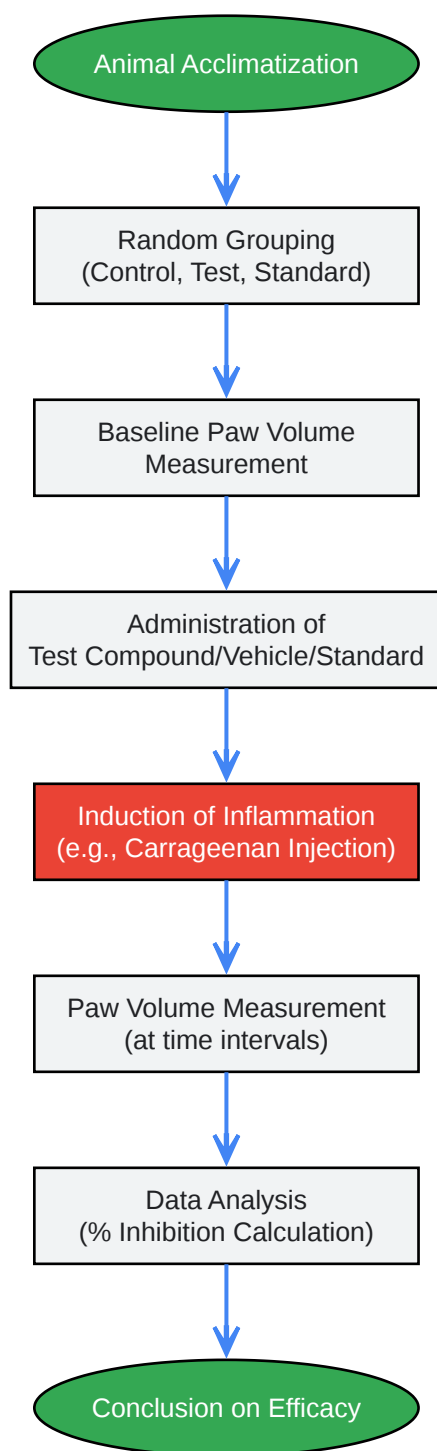 Animal Acclimatization
Random Grouping
(Control, Test, Standard)
Baseline Paw Volume
Measurement
Administration of
Test Compound/Vehicle/Standard
Induction of Inflammation
(e.g., Carrageenan Injection)
Paw Volume Measurement
(at time intervals)
Data Analysis
(% Inhibition Calculation)
Conclusion on Efficacy